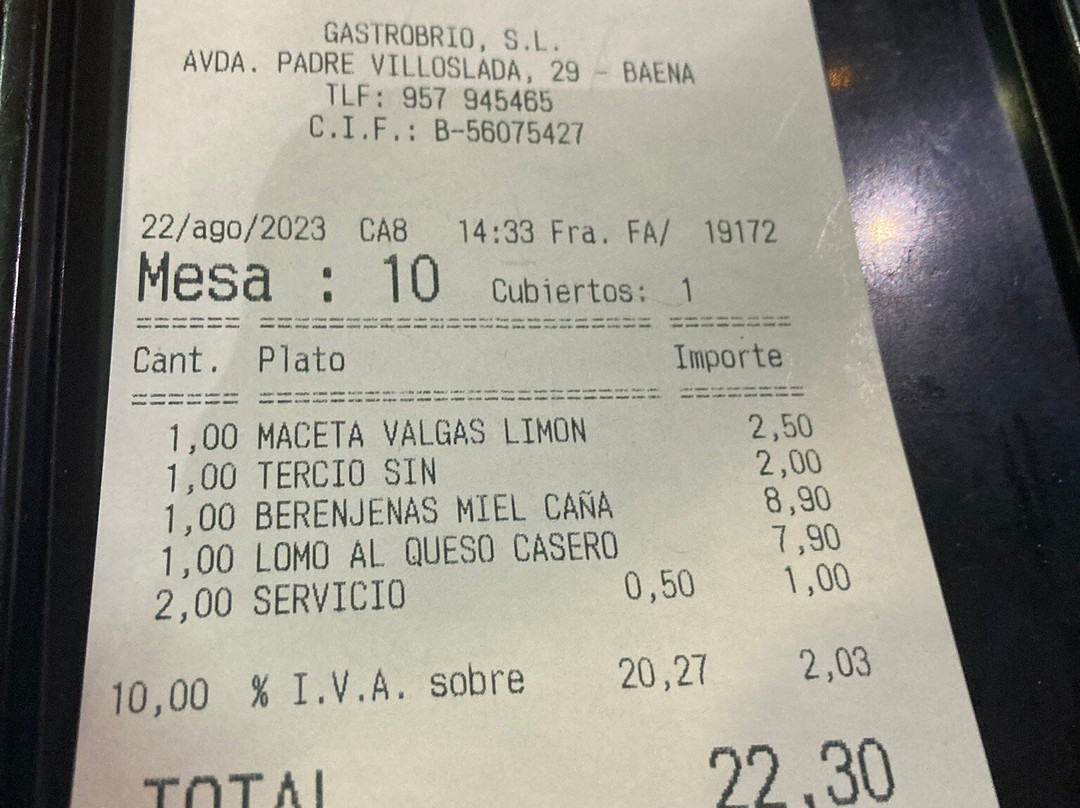 GASTROBRIO, S.L.
AVDA. PADRE VILLOSLADA, 29 - BAENA
TLF: 957 945465
C.I.F.: B-56075427
22/ago/2023 CA8 14:33 Fra. FA/ 19172
Mesa : 10 Cubiertos: 1
Cant. Plato Importe
1,00 MACETA VALGAS LIMON 2,50
1,00 TERCIO SIN 2,00
1,00 BERENJENAS MIEL CAÑA 8,90
1,00 LOMO AL QUESO CASERO 7,90
2,00 SERVICIO 0,50 1,00
10,00 % I.V.A. sobre 20,27 2,03
TOTAL 22,30